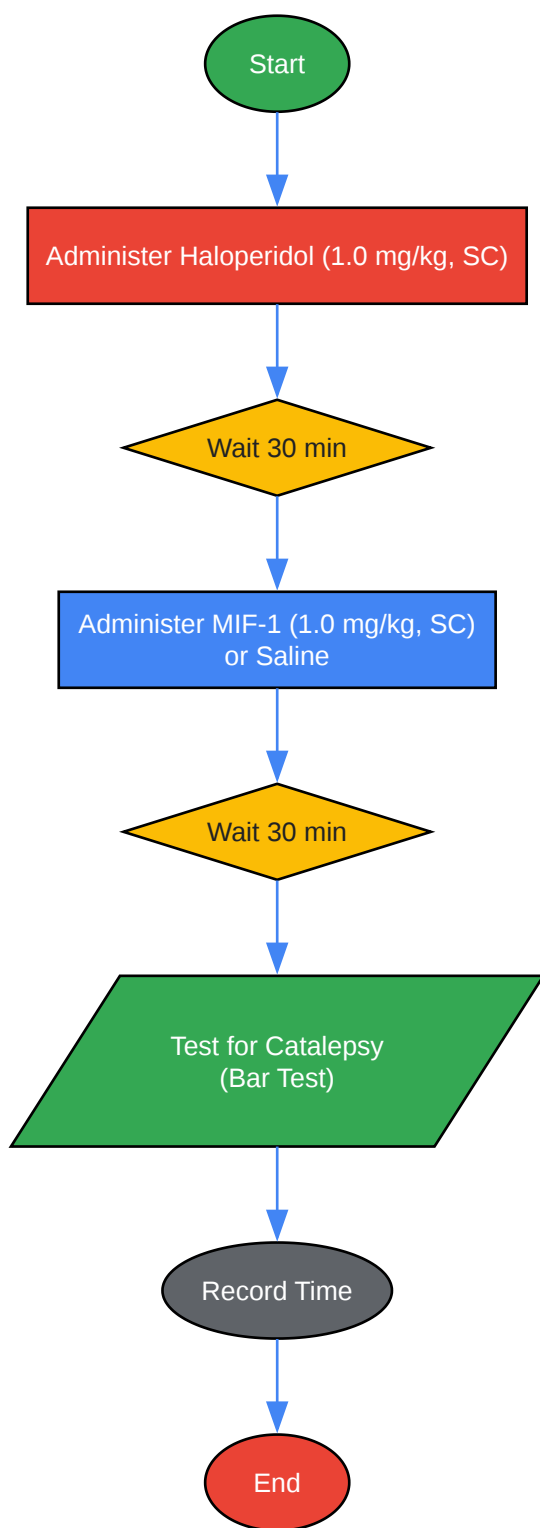 Start
Administer Haloperidol (1.0 mg/kg, SC)
Wait 30 min
Administer MIF-1 (1.0 mg/kg, SC)
or Saline
Wait 30 min
Test for Catalepsy
(Bar Test)
Record Time
End